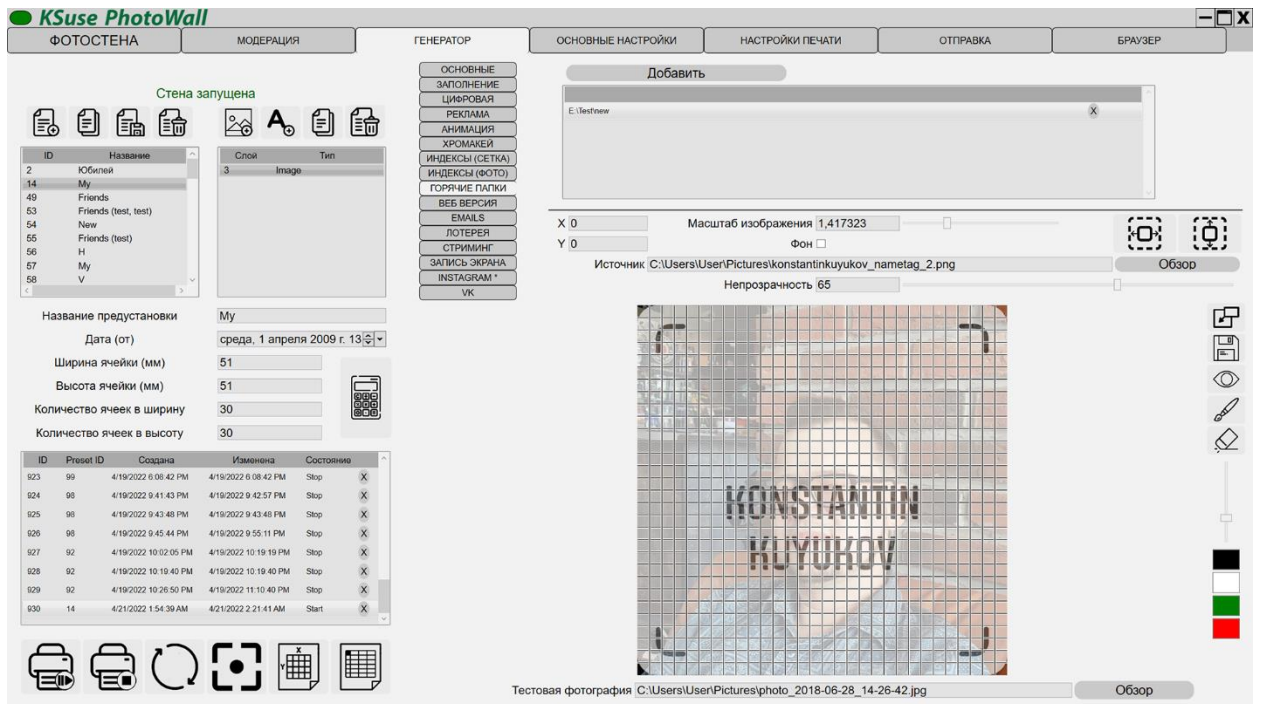 KSuse PhotoWall
X
ФОТОСТЕНА
МОДЕРАЦИЯ
ГЕНЕРАТОР
ОСНОВНЫЕ НАСТРОЙКИ
НАСТРОЙКИ ПЕЧАТИ
ОТПРАВКА
БРАУЗЕР
Стена запущена
ID Название
2 Юбилей
14 My
49 Friends
53 Friends (test, test)
54 New
55 Friends (test)
56 H
57 My
58 V
Слой Тип
3 Image
Название предустановки My
Дата (от) среда, 1 апреля 2009 г. 13
Ширина ячейки (мм) 51
Высота ячейки (мм) 51
Количество ячеек в ширину 30
Количество ячеек в высоту 30
ID Preset ID Создана Изменена Состояние
923 99 4/19/2022 6:08:42 PM 4/19/2022 6:08:42 PM Stop X
924 98 4/19/2022 9:41:43 PM 4/19/2022 9:42:57 PM Stop X
925 98 4/19/2022 9:43:48 PM 4/19/2022 9:43:48 PM Stop X
926 98 4/19/2022 9:45:44 PM 4/19/2022 9:55:11 PM Stop X
927 92 4/19/2022 10:02:05 PM 4/19/2022 10:19:19 PM Stop X
928 92 4/19/2022 10:19:40 PM 4/19/2022 10:19:40 PM Stop X
929 92 4/19/2022 10:26:50 PM 4/19/2022 11:10:40 PM Stop X
930 14 4/21/2022 1:54:39 AM 4/21/2022 2:21:41 AM Start X
X
Y
ОСНОВНЫЕ
ЗАПОЛНЕНИЕ
ЦИФРОВАЯ
РЕКЛАМА
АНИМАЦИЯ
ХРОМАКЕЙ
ИНДЕКСЫ (СЕТКА)
ИНДЕКСЫ (ФОТО)
ГОРЯЧИЕ ПАПКИ
ВЕБ ВЕРСИЯ
EMAILS
ЛОТЕРЕЯ
СТРИМИНГ
ЗАПИСЬ ЭКРАНА
INSTAGRAM *
VK
Добавить
E:\Test\new X
X 0 Масштаб изображения 1,417323
Y 0 Фон
Источник C:\Users\User\Pictures\konstantinkuyukov_nametag_2.png Обзор
Непрозрачность 65
KONSTANTIN
KUYUKOV
Тестовая фотография C:\Users\User\Pictures\photo_2018-06-28_14-26-42.jpg Обзор